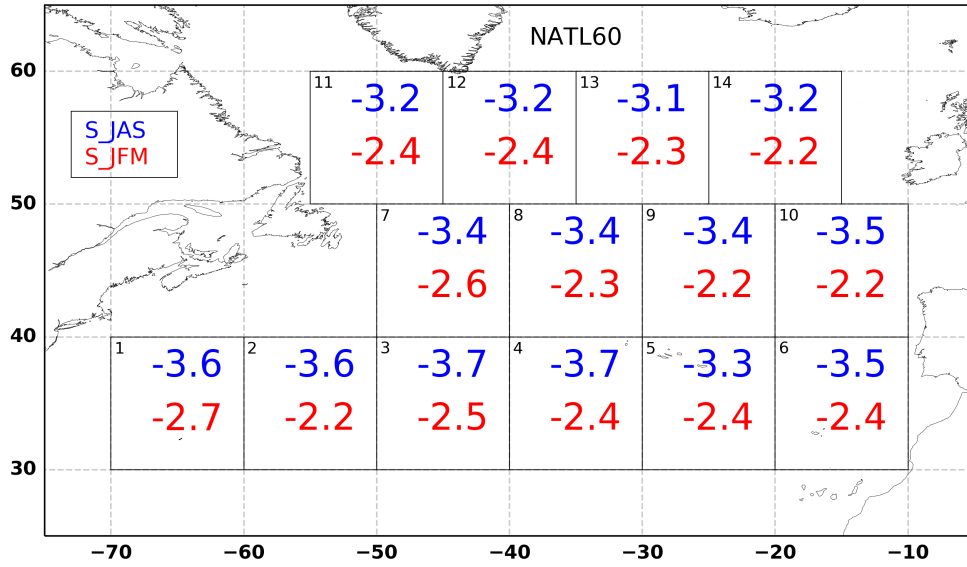 NATL60
60
11 12 13 14
-3.2 -3.2 -3.1 -3.2
S_JAS
S_JFM
-2.4 -2.4 -2.3 -2.2
50
7 8 9 10
-3.4 -3.4 -3.4 -3.5
-2.6 -2.3 -2.2 -2.2
40
1 2 3 4 5 6
-3.6 -3.6 -3.7 -3.7 -3.3 -3.5
-2.7 -2.2 -2.5 -2.4 -2.4 -2.4
30
−70 −60 −50 −40 −30 −20 −10